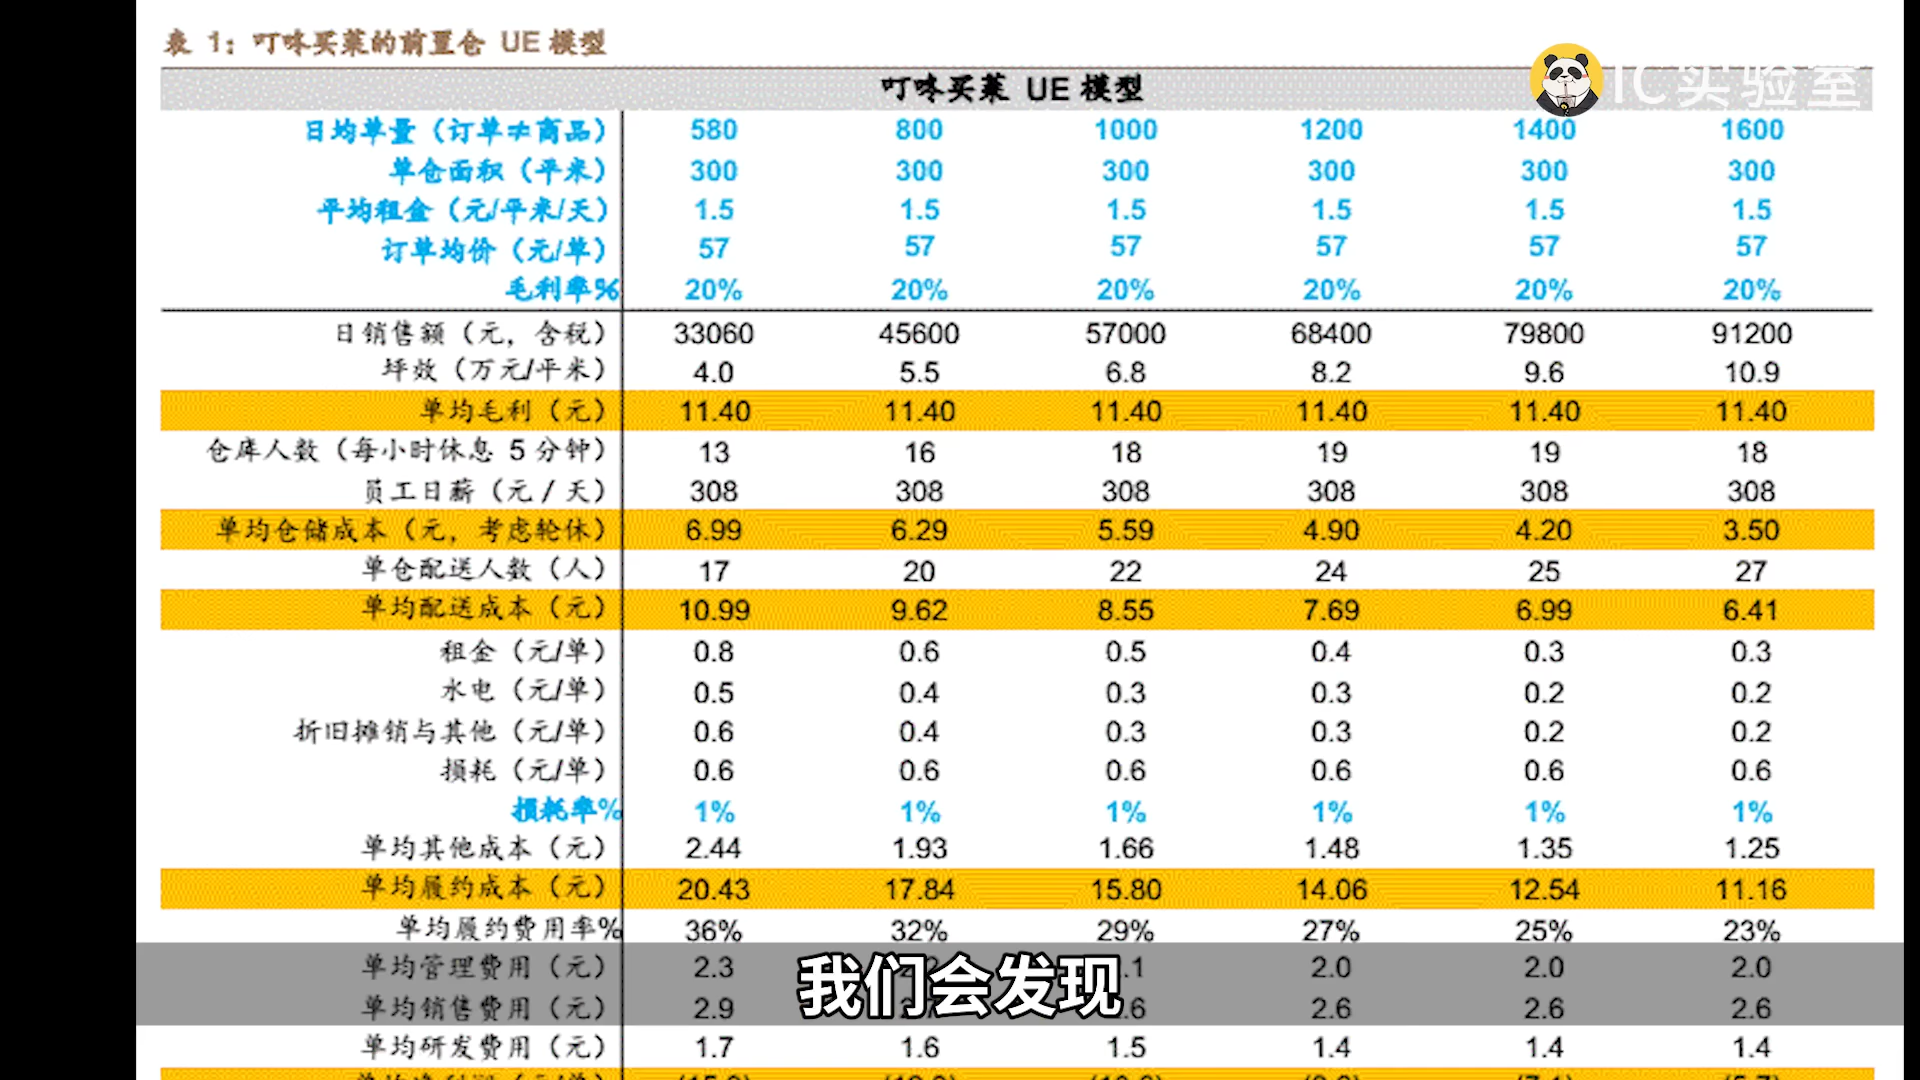 表 1：叮咚买菜的前置仓 UE 模型
IC实验室
叮咚买菜 UE 模型
日均单量（订单≠商品） 580 800 1000 1200 1400 1600
单仓面积（平米） 300 300 300 300 300 300
平均租金（元/平米/天） 1.5 1.5 1.5 1.5 1.5 1.5
订单均价（元/单） 57 57 57 57 57 57
毛利率% 20% 20% 20% 20% 20% 20%
日销售额（元，含税） 33060 45600 57000 68400 79800 91200
坪效（万元/平米） 4.0 5.5 6.8 8.2 9.6 10.9
单均毛利（元） 11.40 11.40 11.40 11.40 11.40 11.40
仓库人数（每小时休息 5 分钟） 13 16 18 19 19 18
员工日薪（元 / 天） 308 308 308 308 308 308
单均仓储成本（元，考虑轮休） 6.99 6.29 5.59 4.90 4.20 3.50
单仓配送人数（人） 17 20 22 24 25 27
单均配送成本（元） 10.99 9.62 8.55 7.69 6.99 6.41
租金（元/单） 0.8 0.6 0.5 0.4 0.3 0.3
水电（元/单） 0.5 0.4 0.3 0.3 0.2 0.2
折旧摊销与其他（元/单） 0.6 0.4 0.3 0.3 0.2 0.2
损耗（元/单） 0.6 0.6 0.6 0.6 0.6 0.6
损耗率% 1% 1% 1% 1% 1% 1%
单均其他成本（元） 2.44 1.93 1.66 1.48 1.35 1.25
单均履约成本（元） 20.43 17.84 15.80 14.06 12.54 11.16
单均履约费用率% 36% 32% 29% 27% 25% 23%
单均管理费用（元） 2.3 2.0 2.0 2.0
我们会发现
单均销售费用（元） 2.9 2.6 2.6 2.6
单均研发费用（元） 1.7 1.6 1.5 1.4 1.4 1.4